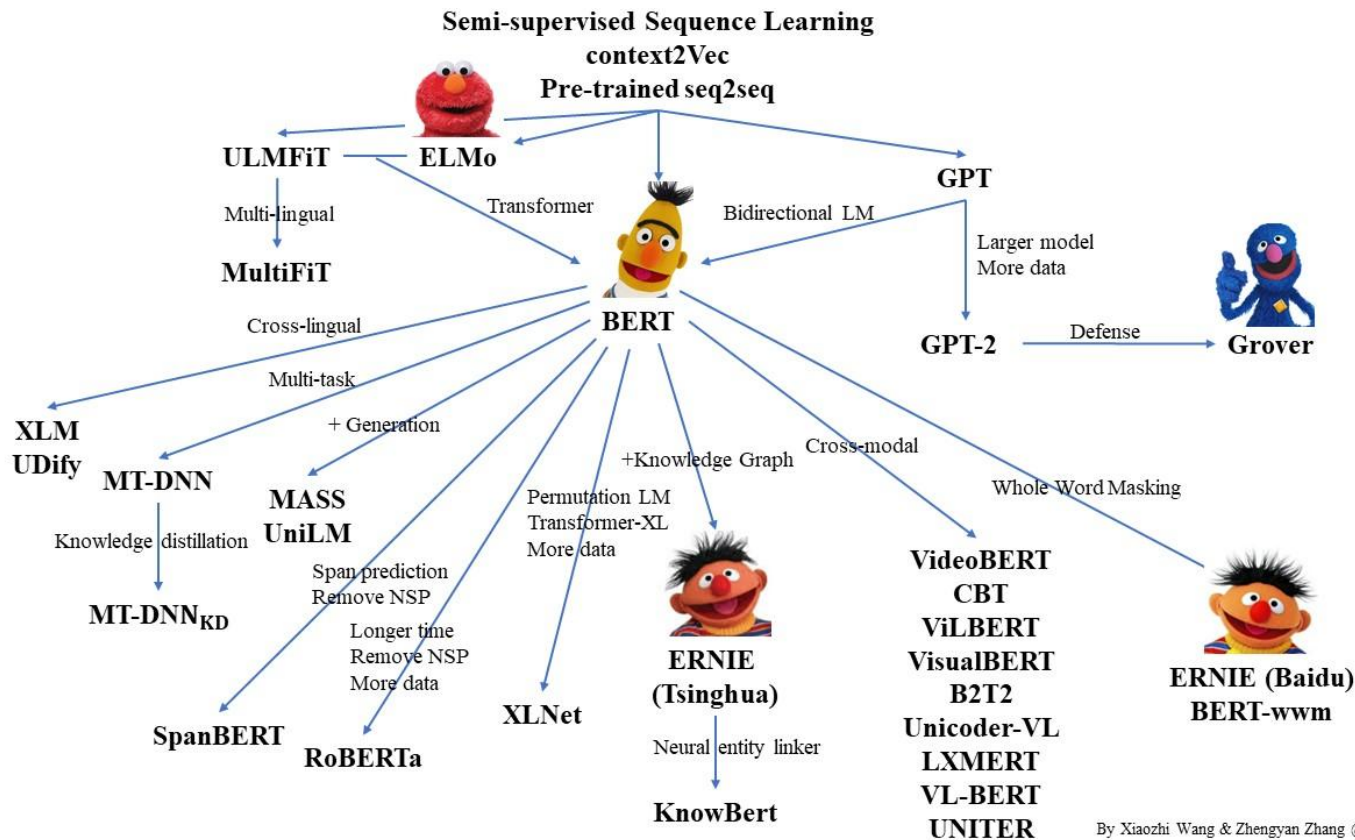 Semi-supervised Sequence Learning
context2Vec
Pre-trained seq2seq
ULMFiT
ELMo
GPT
Multi-lingual
Transformer
Bidirectional LM
Larger model
More data
MultiFiT
BERT
Cross-lingual
GPT-2
Defense
Grover
Multi-task
XLM
UDify
+ Generation
Cross-modal
+Knowledge Graph
MT-DNN
MASS
UniLM
Permutation LM
Transformer-XL
More data
Whole Word Masking
Knowledge distillation
VideoBERT
CBT
ViLBERT
VisualBERT
B2T2
Unicoder-VL
LXMERT
VL-BERT
UNITER
Span prediction
Remove NSP
MT-DNNKD
Longer time
Remove NSP
More data
ERNIE
(Tsinghua)
ERNIE (Baidu)
BERT-wwm
XLNet
SpanBERT
RoBERTa
Neural entity linker
KnowBert
By Xiaozhi Wang & Zhengyan Zhang @